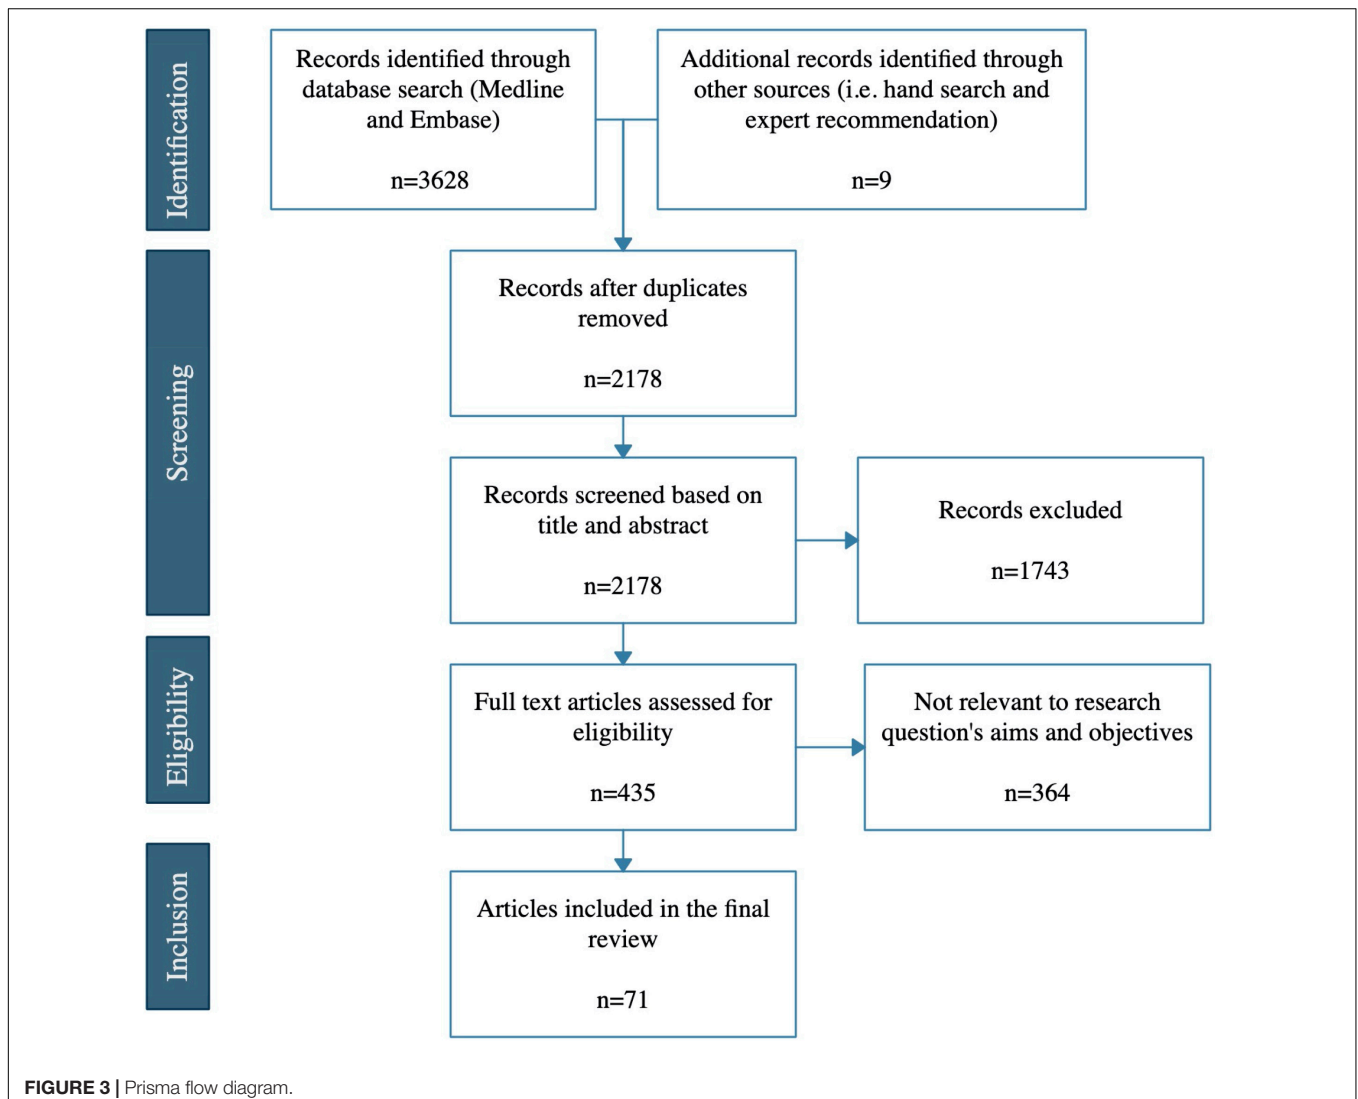 Identification
Records identified through
database search (Medline
and Embase)
n=3628
Additional records identified through
other sources (i.e. hand search and
expert recommendation)
n=9
Screening
Records after duplicates
removed
n=2178
Records screened based on
title and abstract
n=2178
Records excluded
n=1743
Eligibility
Full text articles assessed for
eligibility
n=435
Not relevant to research
question's aims and objectives
n=364
Inclusion
Articles included in the final
review
n=71
FIGURE 3 | Prisma flow diagram.